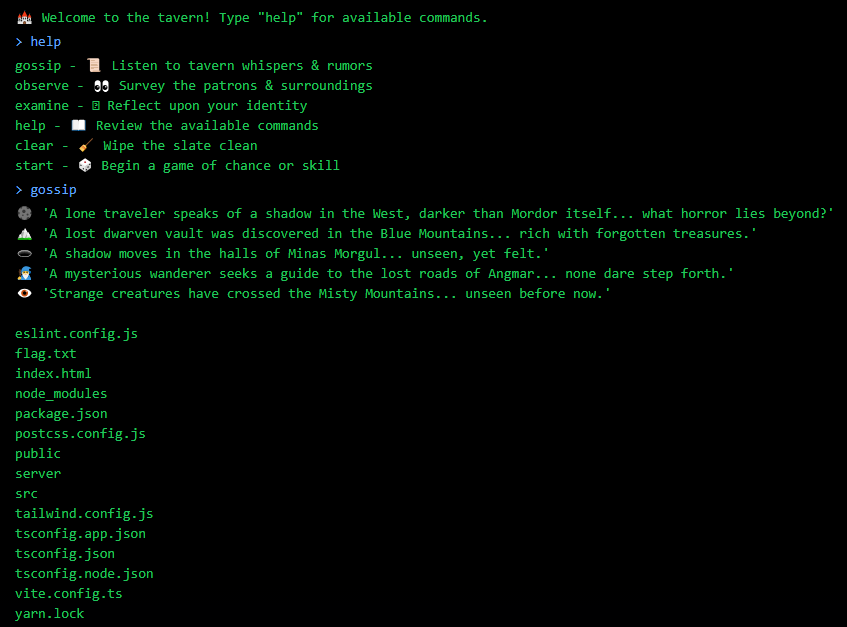 Welcome to the tavern! Type "help" for available commands.
> help
gossip - 📜 Listen to tavern whispers & rumors
observe - 👀 Survey the patrons & surroundings
examine - Reflect upon your identity
help - 📖 Review the available commands
clear - 🧹 Wipe the slate clean
start - 🎲 Begin a game of chance or skill
> gossip
'A lone traveler speaks of a shadow in the West, darker than Mordor itself... what horror lies beyond?'
'A lost dwarven vault was discovered in the Blue Mountains... rich with forgotten treasures.'
'A shadow moves in the halls of Minas Morgul... unseen, yet felt.'
'A mysterious wanderer seeks a guide to the lost roads of Angmar... none dare step forth.'
'Strange creatures have crossed the Misty Mountains... unseen before now.'
eslint.config.js
flag.txt
index.html
node_modules
package.json
postcss.config.js
public
server
src
tailwind.config.js
tsconfig.app.json
tsconfig.json
tsconfig.node.json
vite.config.ts
yarn.lock